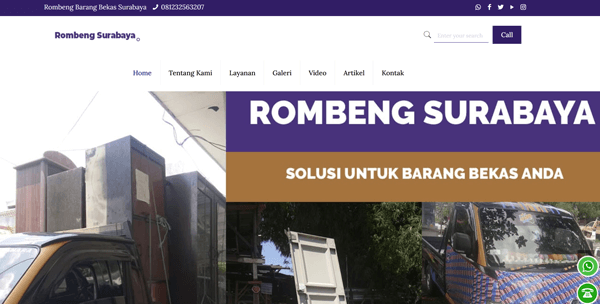 Rombeng Barang Bekas Surabaya 081232563207
Rombeng Surabaya
Enter your search
Call
Home Tentang Kami Layanan Galeri Video Artikel Kontak
ROMBENG SURABAYA
SOLUSI UNTUK BARANG BEKAS ANDA